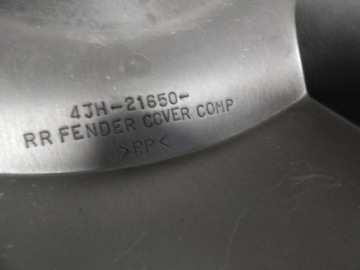 4JH-21650-
RR FENDER COVER COMP
>PP<